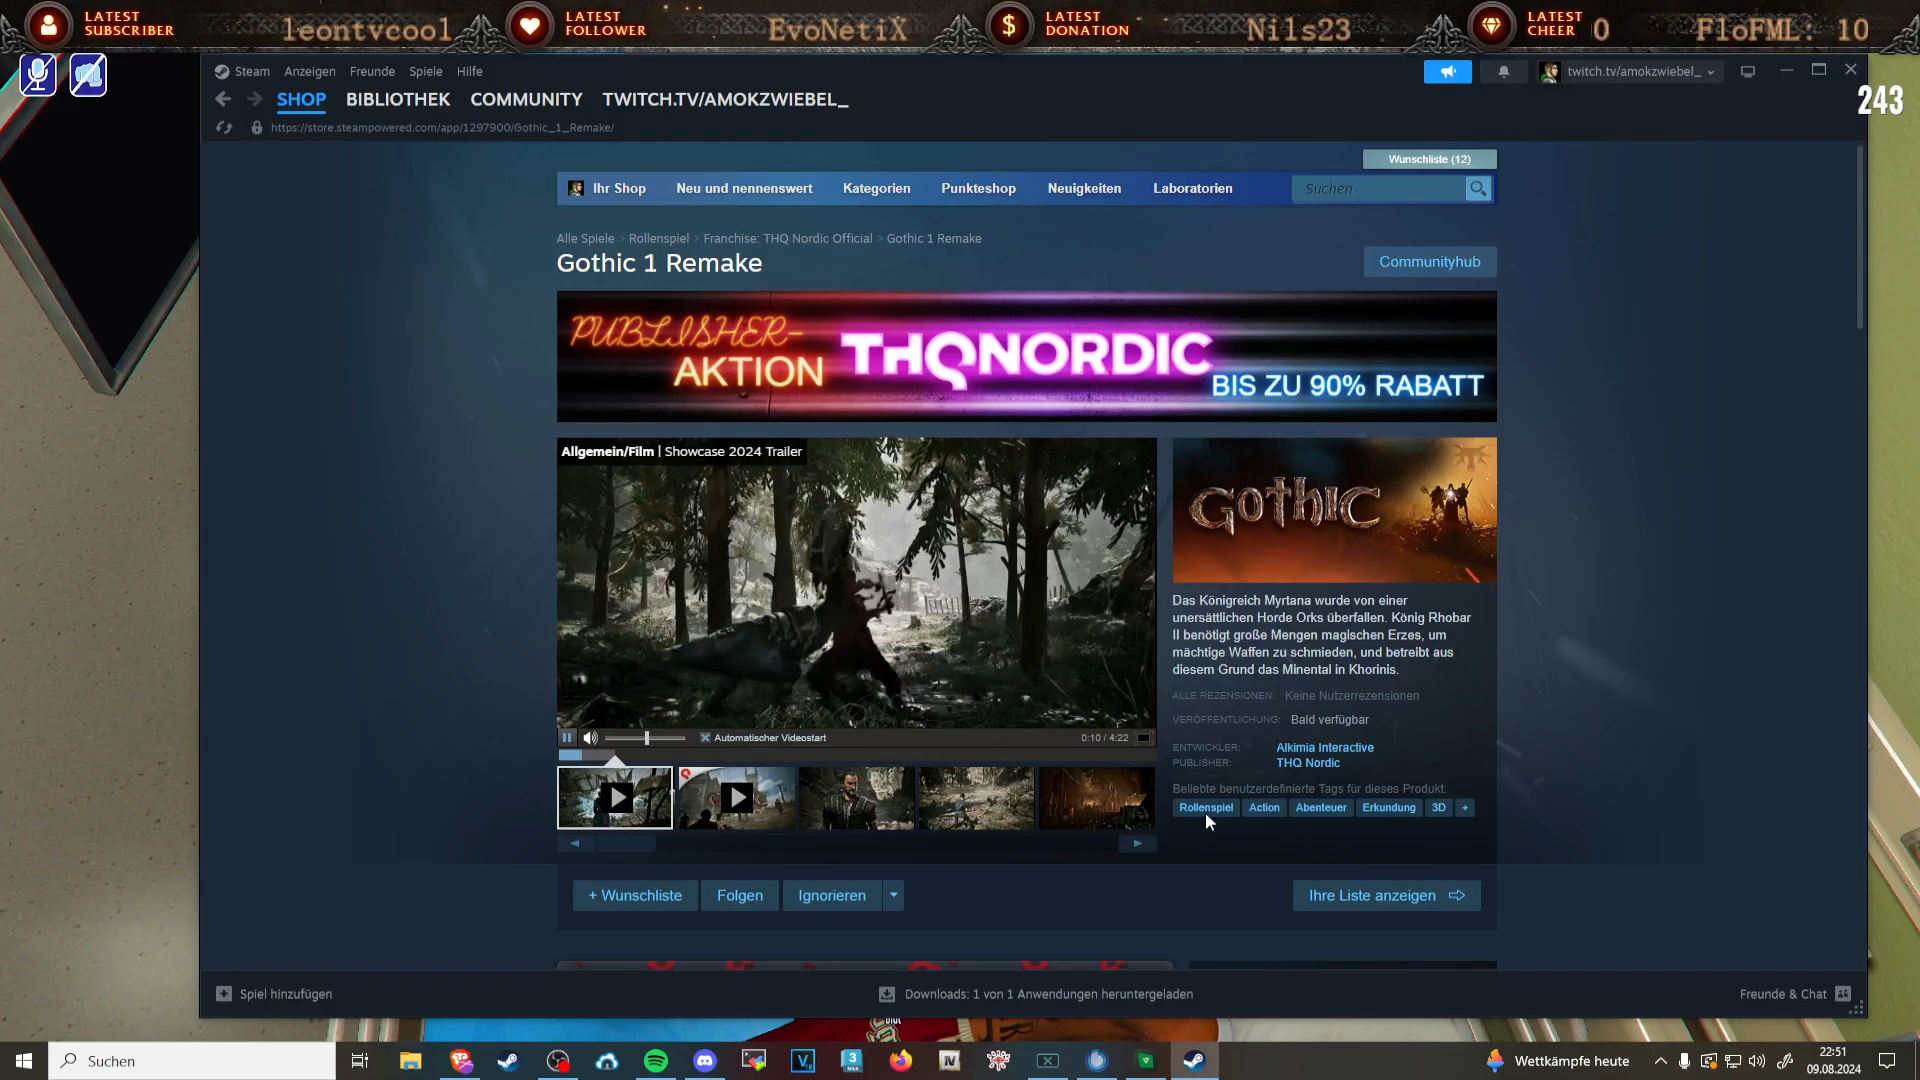 LATEST SUBSCRIBER
leontvcool
LATEST FOLLOWER
EvoNetiX
LATEST DONATION
Nils23
LATEST CHEER
0
FloFML: 10
243
Steam Anzeigen Freunde Spiele Hilfe
twitch.tv/amokzwiebel_
SHOP BIBLIOTHEK COMMUNITY TWITCH.TV/AMOKZWIEBEL_
https://store.steampowered.com/app/1297900/Gothic_1_Remake/
Wunschliste (12)
Ihr Shop Neu und nennenswert Kategorien Punkteshop Neuigkeiten Laboratorien Suchen
Alle Spiele > Rollenspiel > Franchise: THQ Nordic Official > Gothic 1 Remake
Gothic 1 Remake
Communityhub
PUBLISHER-
AKTION
THQNORDIC
BIS ZU 90% RABATT
Allgemein/Film | Showcase 2024 Trailer
GOTHIC
Das Königreich Myrtana wurde von einer
unersättlichen Horde Orks überfallen. König Rhobar
II benötigt große Mengen magischen Erzes, um
mächtige Waffen zu schmieden, und betreibt aus
diesem Grund das Minental in Khorinis.
ALLE REZENSIONEN: Keine Nutzerrezensionen
VERÖFFENTLICHUNG: Bald verfügbar
ENTWICKLER: Alkimia Interactive
PUBLISHER: THQ Nordic
Beliebte benutzerdefinierte Tags für dieses Produkt:
Rollenspiel Action Abenteuer Erkundung 3D +
Automatischer Videostart
0:10 / 4:22
+ Wunschliste Folgen Ignorieren
Ihre Liste anzeigen
Spiel hinzufügen
Downloads: 1 von 1 Anwendungen heruntergeladen
Freunde & Chat
Suchen
Wettkämpfe heute
22:51
09.08.2024